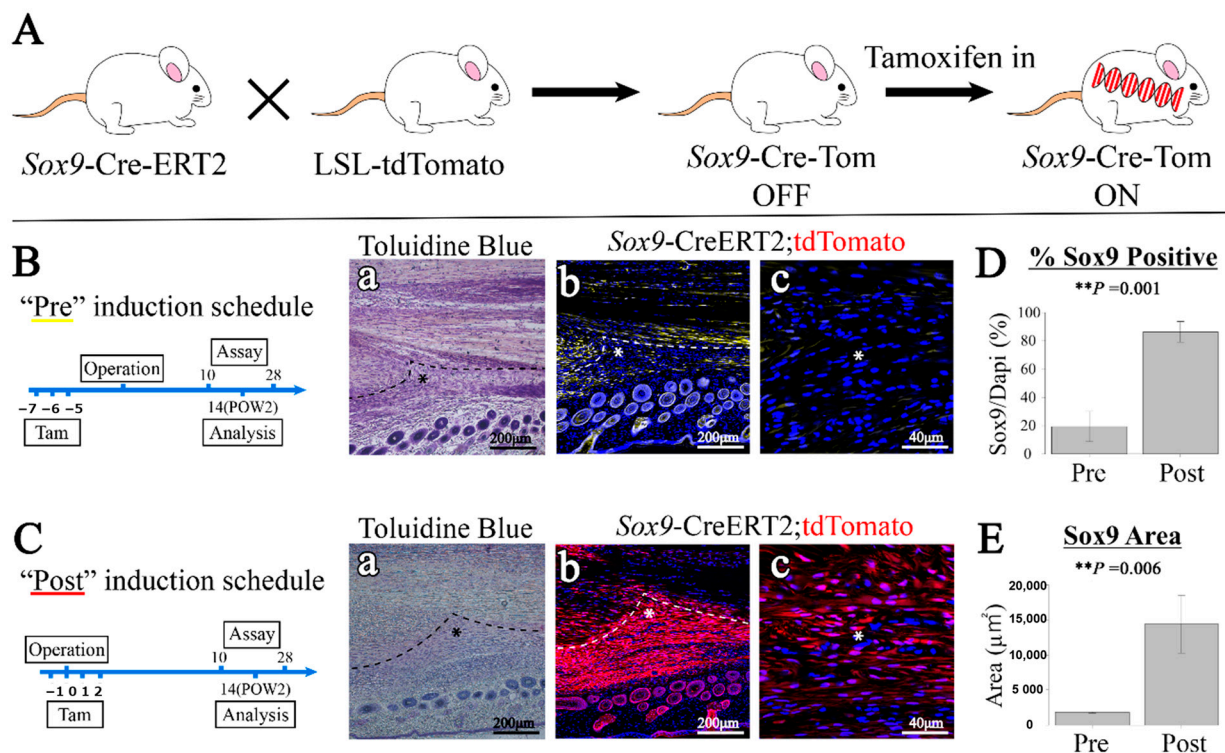 A
Tamoxifen in
Sox9-Cre-ERT2
LSL-tdTomato
Sox9-Cre-Tom
OFF
Sox9-Cre-Tom
ON
B
"Pre" induction schedule
Operation
Assay
10
28
−7 −6 −5
14(POW2)
Tam
Analysis
Toluidine Blue
Sox9-CreERT2;tdTomato
a
*
200μm
b
*
200μm
c
*
40μm
D
% Sox9 Positive
**P =0.001
Sox9/Dapi (%)
100
80
60
40
20
0
Pre
Post
C
"Post" induction schedule
Operation
Assay
10
28
−1 0 1 2
14(POW2)
Tam
Analysis
Toluidine Blue
Sox9-CreERT2;tdTomato
a
*
200μm
b
*
200μm
c
*
40μm
E
Sox9 Area
**P =0.006
Area (μm²)
20,000
15,000
10,000
5 000
0
Pre
Post